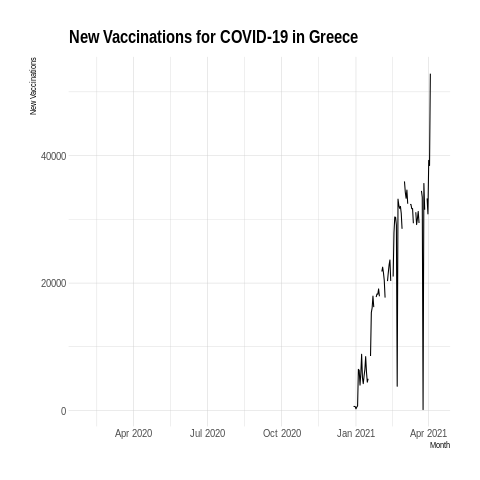 New Vaccinations for COVID-19 in Greece
New Vaccinations
40000
20000
0
Apr 2020 Jul 2020 Oct 2020 Jan 2021 Apr 2021
Month